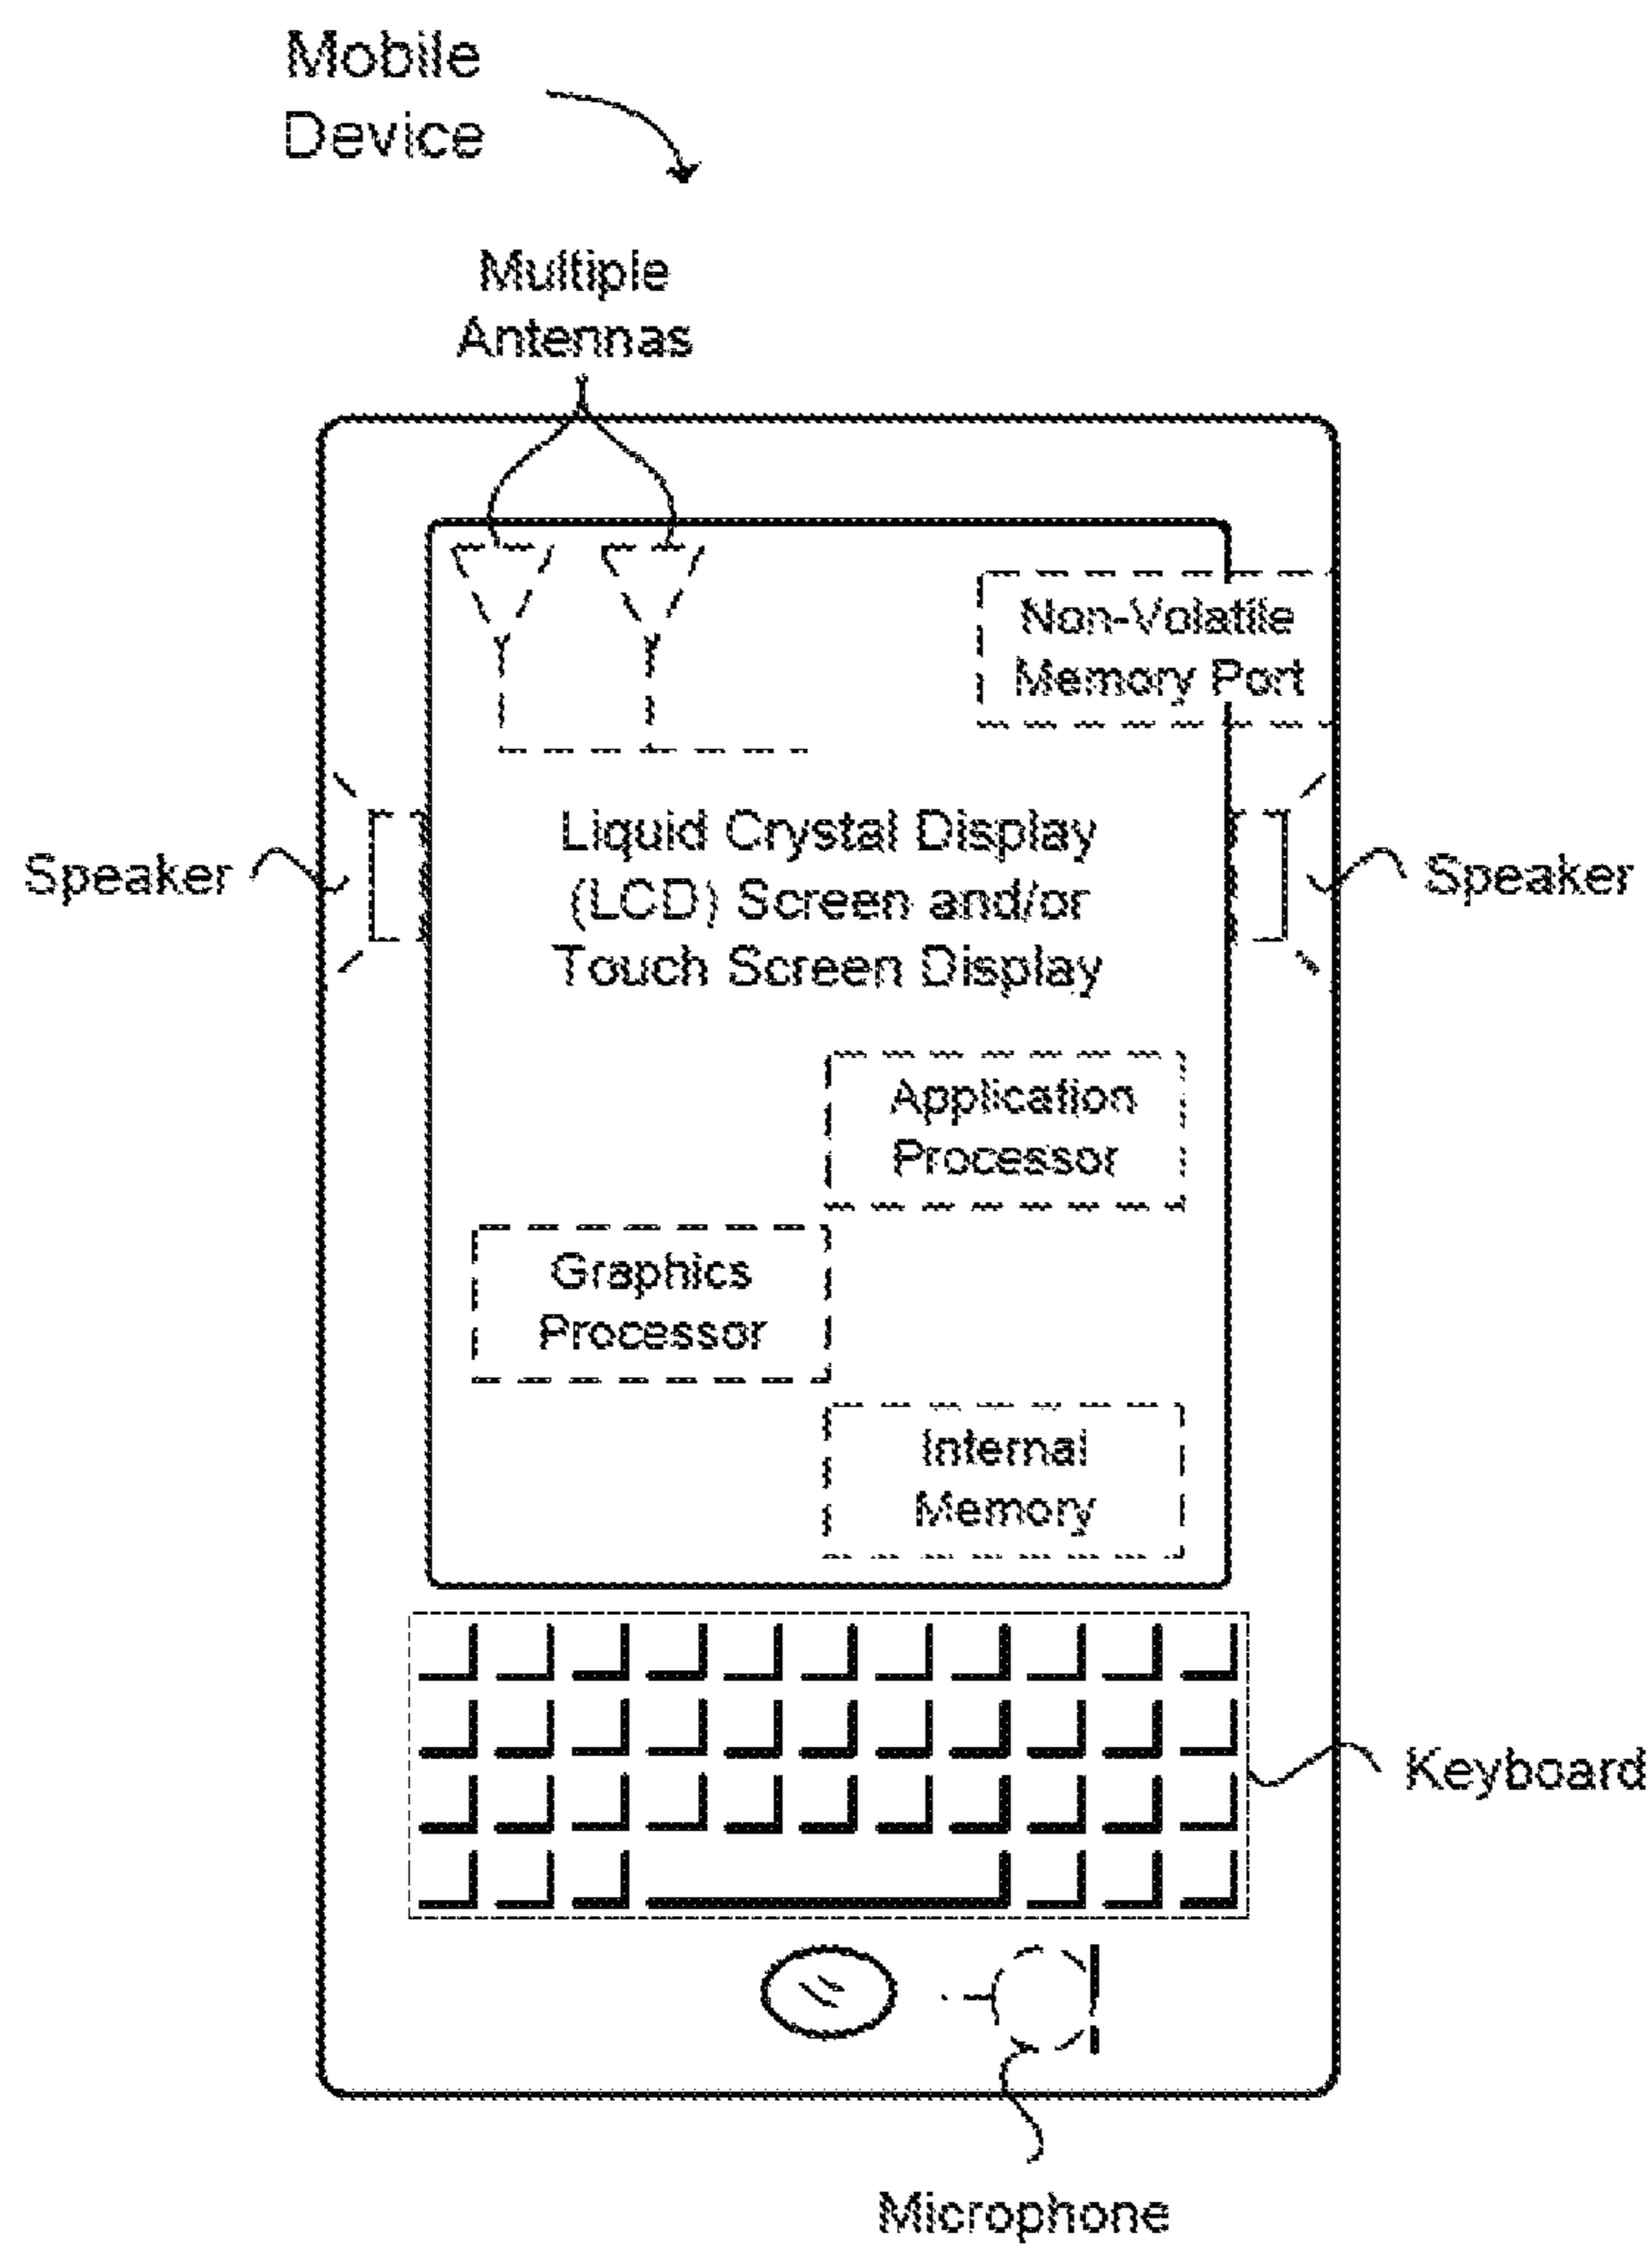 Mobile
Device
Multiple
Antennas
Non-Volatile
Memory Port
Speaker
Liquid Crystal Display
(LCD) Screen and/or
Touch Screen Display
Speaker
Application
Processor
Graphics
Processor
Internal
Memory
Keyboard
Microphone